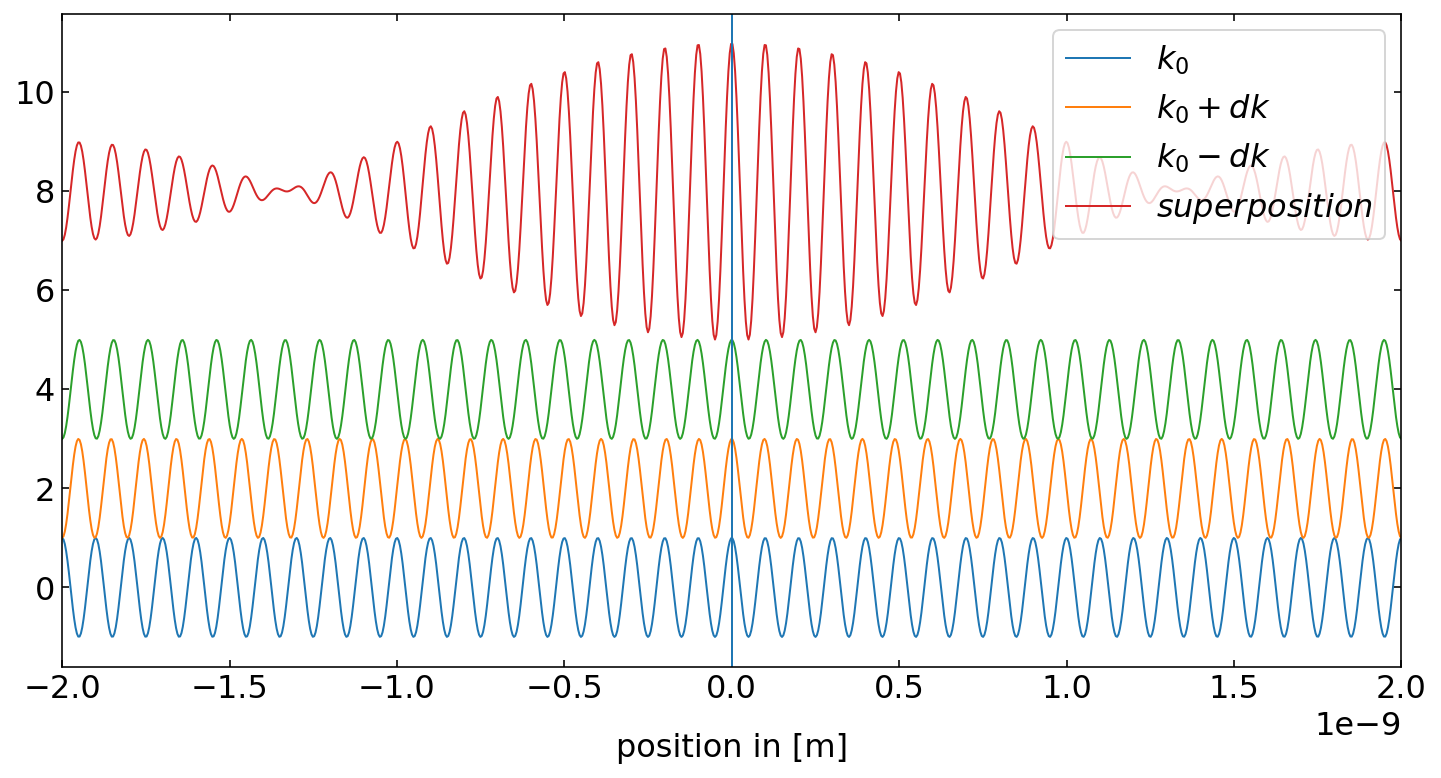 10
8
6
4
2
0
k₀
k₀ + dk
k₀ − dk
superposition
−2.0 −1.5 −1.0 −0.5 0.0 0.5 1.0 1.5 2.0
1e−9
position in [m]